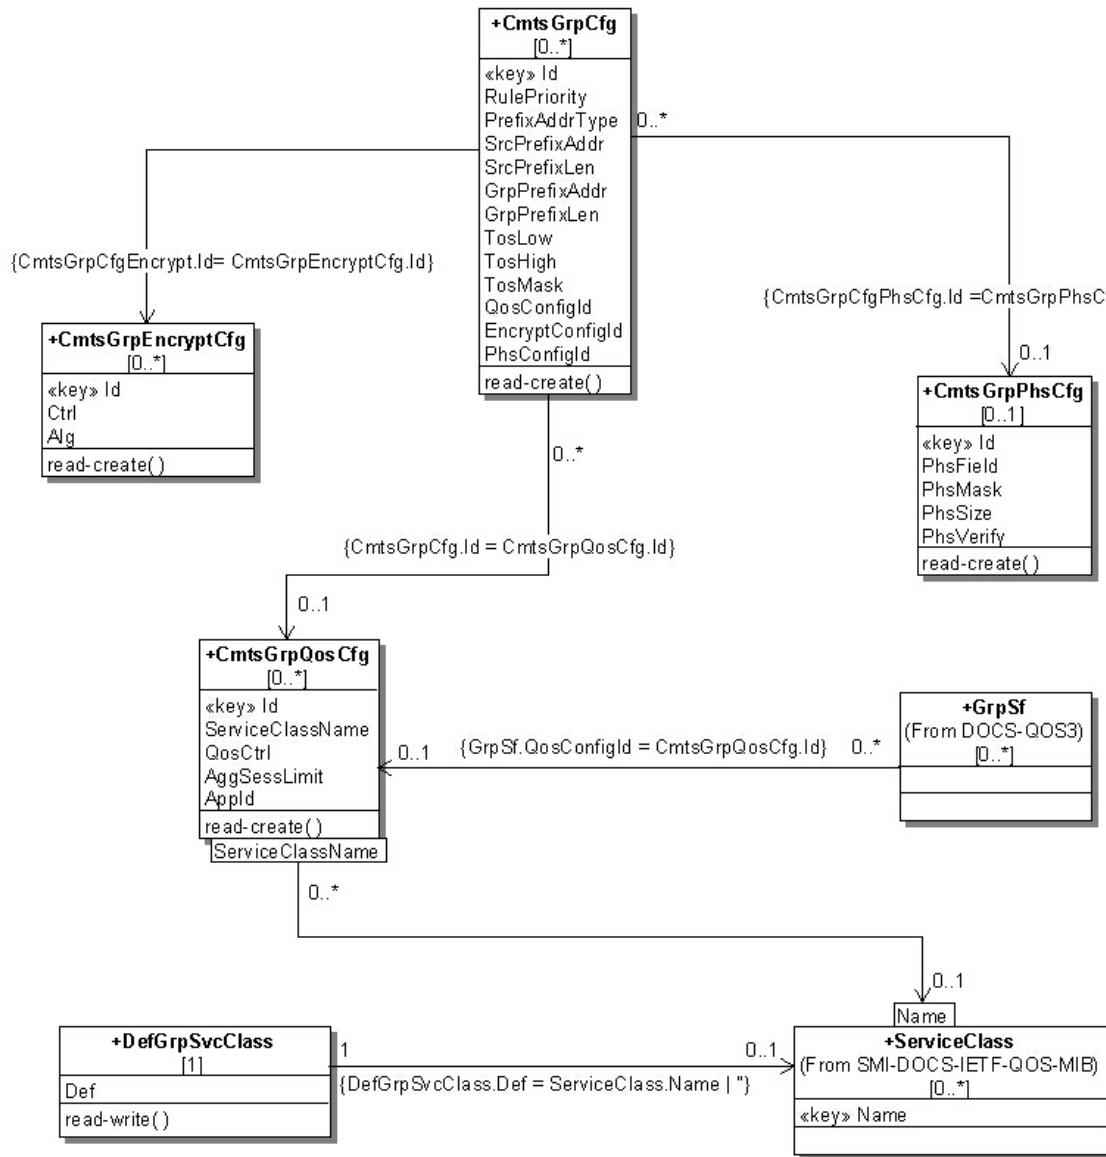 +CmtsGrpCfg
[0..*]
«key» Id
RulePriority
PrefixAddrType
SrcPrefixAddr
SrcPrefixLen
GrpPrefixAddr
GrpPrefixLen
TosLow
TosHigh
TosMask
QosConfigId
EncryptConfigId
PhsConfigId
read-create()
0..*
{CmtsGrpCfgEncrypt.Id= CmtsGrpEncryptCfg.Id}
{CmtsGrpCfgPhsCfg.Id =CmtsGrpPhsC
+CmtsGrpEncryptCfg
[0..*]
«key» Id
Ctrl
Alg
read-create()
0..1
+CmtsGrpPhsCfg
[0..1]
«key» Id
PhsField
PhsMask
PhsSize
PhsVerify
read-create()
0..*
{CmtsGrpCfg.Id = CmtsGrpQosCfg.Id}
0..1
+CmtsGrpQosCfg
[0..*]
«key» Id
ServiceClassName
QosCtrl
AggSessLimit
AppId
read-create()
ServiceClassName
0..1
{GrpSf.QosConfigId = CmtsGrpQosCfg.Id}
0..*
+GrpSf
(From DOCS-QOS3)
[0..*]
0..*
0..1
Name
+DefGrpSvcClass
[1]
Def
read-write()
1
0..1
{DefGrpSvcClass.Def = ServiceClass.Name | ''}
+ServiceClass
(From SMI-DOCS-IETF-QOS-MIB)
[0..*]
«key» Name